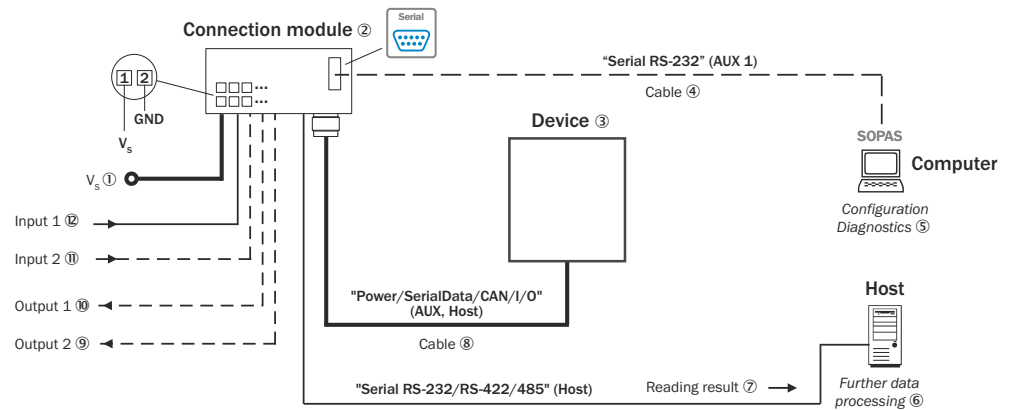 Serial
Connection module ②
"Serial RS-232" (AUX 1)
1 2
Cable ④
GND
Device ③
Vs
SOPAS
Computer
Vs ①
Configuration
Diagnostics ⑤
Input 1 ⑫
Input 2 ⑪
Host
"Power/SerialData/CAN/I/O"
(AUX, Host)
Output 1 ⑩
Output 2 ⑨
Cable ⑧
"Serial RS-232/RS-422/485" (Host)
Reading result ⑦
Further data
processing ⑥